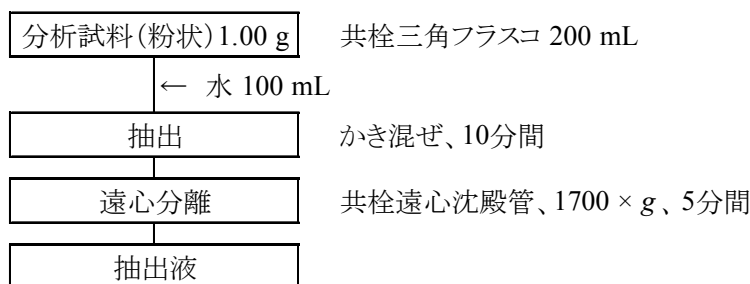 分析試料(粉状)1.00 g 共栓三角フラスコ 200 mL
← 水 100 mL
抽出 かき混ぜ、10分間
遠心分離 共栓遠心沈殿管、1700 × g 、5分間
抽出液